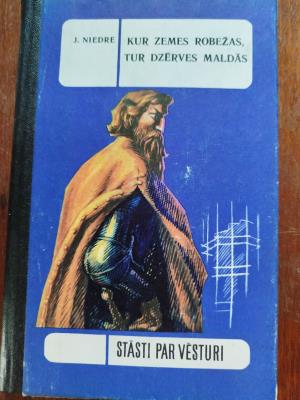 J. NIEDRE
KUR ZEMES ROBEŽAS,
TUR DZĒRVES MALDĀS
STĀSTI PAR VĒSTURI